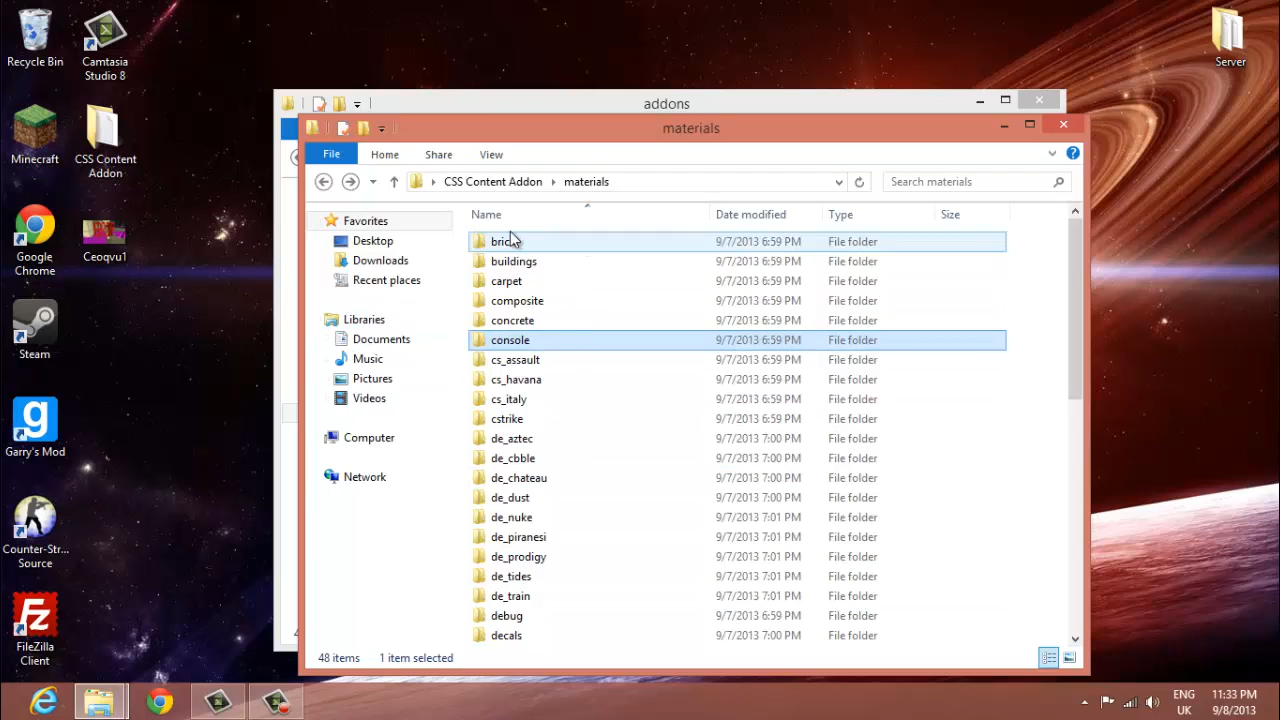 Recycle Bin
Camtasia
Studio 8
Server
Minecraft
CSS Content
Addon
Google
Chrome
Ceoqvu1
Steam
Garry's Mod
Counter-Str...
Source
FileZilla
Client
addons
materials
File
Home
Share
View
CSS Content Addon
materials
Search materials
Favorites
Desktop
Downloads
Recent places
Libraries
Documents
Music
Pictures
Videos
Computer
Network
Name Date modified Type Size
9/7/2013 6:59 PM File folder
buildings 9/7/2013 6:59 PM File folder
carpet 9/7/2013 6:59 PM File folder
composite 9/7/2013 6:59 PM File folder
concrete 9/7/2013 6:59 PM File folder
console 9/7/2013 6:59 PM File folder
cs_assault 9/7/2013 6:59 PM File folder
cs_havana 9/7/2013 6:59 PM File folder
cs_italy 9/7/2013 6:59 PM File folder
cstrike 9/7/2013 6:59 PM File folder
de_aztec 9/7/2013 7:00 PM File folder
de_cbble 9/7/2013 7:00 PM File folder
de_chateau 9/7/2013 7:00 PM File folder
de_dust 9/7/2013 7:00 PM File folder
de_nuke 9/7/2013 7:01 PM File folder
de_piranesi 9/7/2013 7:01 PM File folder
de_prodigy 9/7/2013 7:01 PM File folder
de_tides 9/7/2013 7:01 PM File folder
de_train 9/7/2013 7:01 PM File folder
debug 9/7/2013 6:59 PM File folder
decals 9/7/2013 7:00 PM File folder
48 items 1 item selected
ENG 11:33 PM
UK 9/8/2013